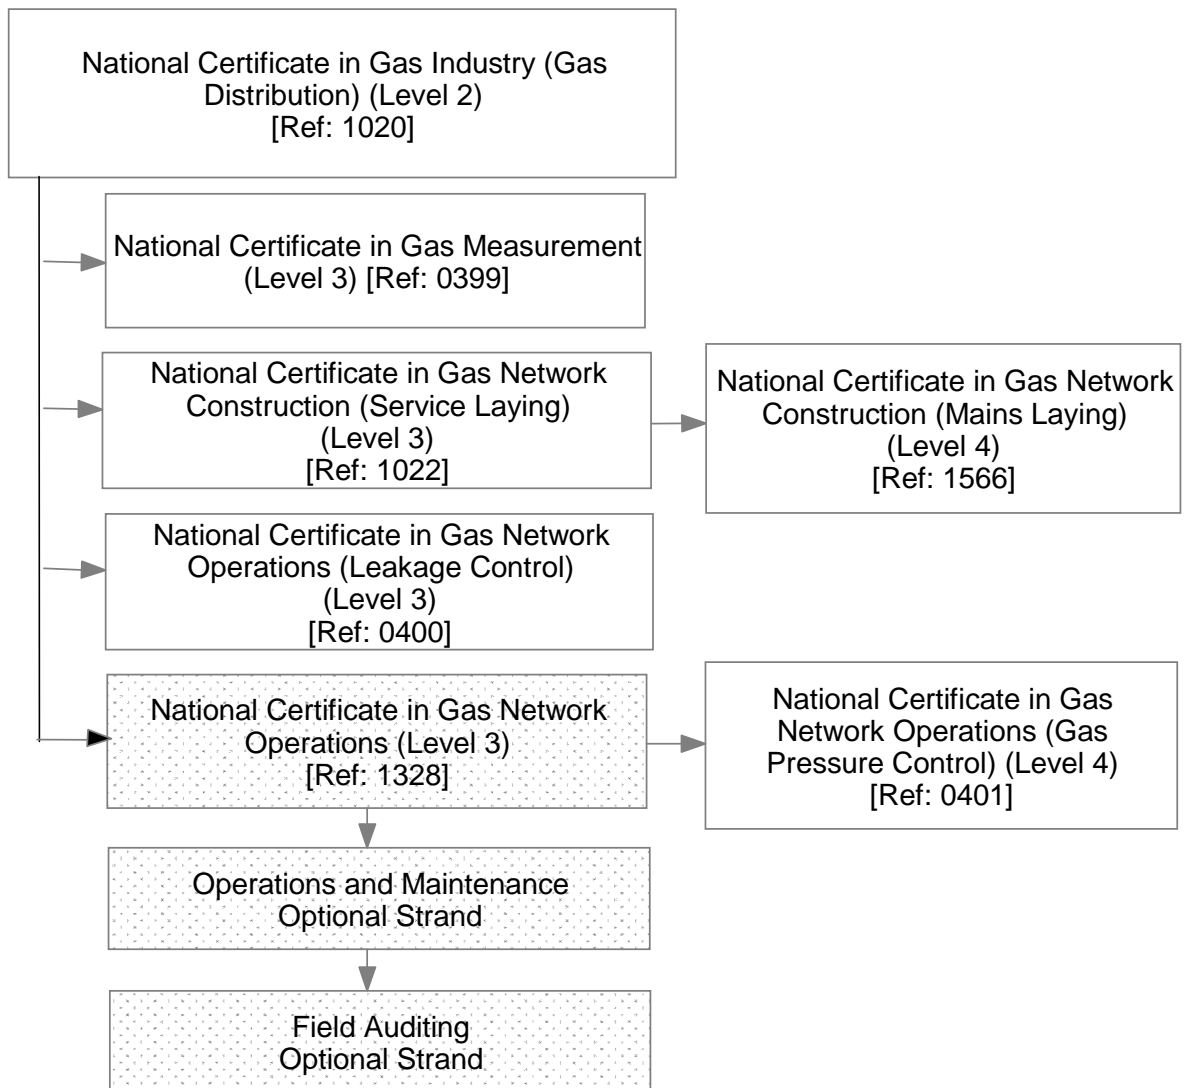 National Certificate in Gas Industry (Gas
Distribution) (Level 2)
[Ref: 1020]
National Certificate in Gas Measurement
(Level 3) [Ref: 0399]
National Certificate in Gas Network
Construction (Service Laying)
(Level 3)
[Ref: 1022]
National Certificate in Gas Network
Construction (Mains Laying)
(Level 4)
[Ref: 1566]
National Certificate in Gas Network
Operations (Leakage Control)
(Level 3)
[Ref: 0400]
National Certificate in Gas Network
Operations (Level 3)
[Ref: 1328]
National Certificate in Gas
Network Operations (Gas
Pressure Control) (Level 4)
[Ref: 0401]
Operations and Maintenance
Optional Strand
Field Auditing
Optional Strand